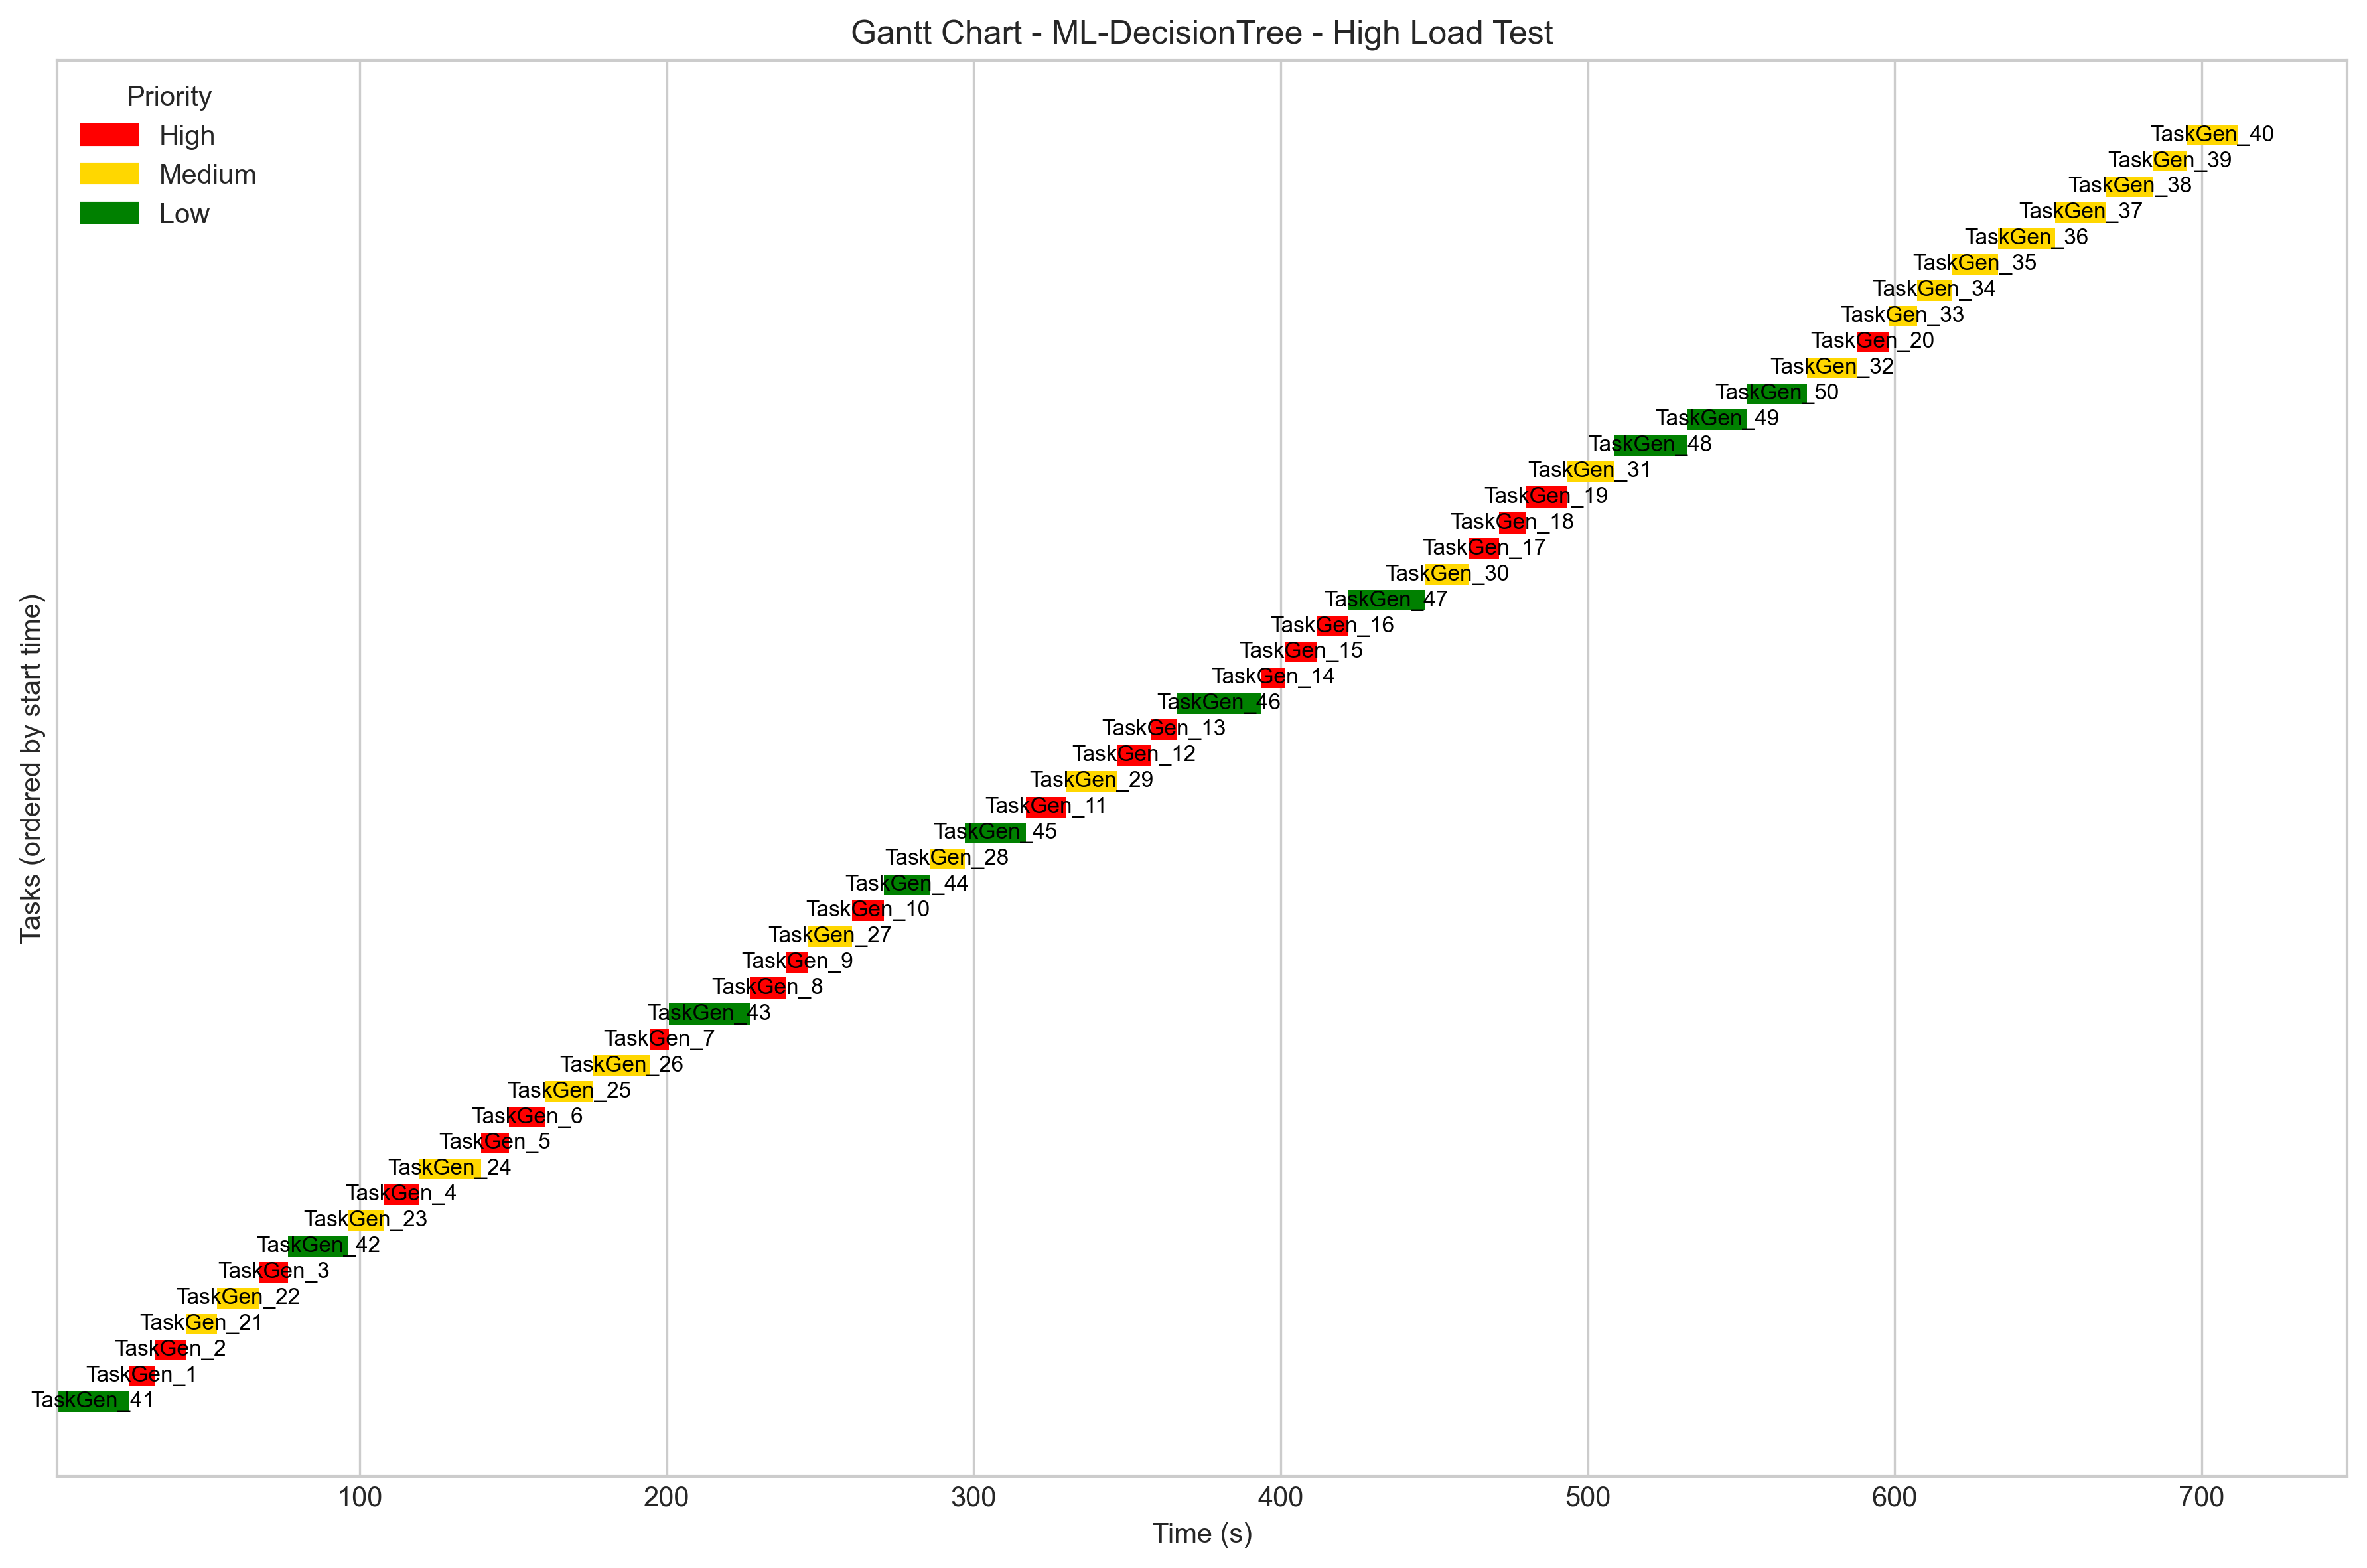 Gantt Chart - ML-DecisionTree - High Load Test
Priority
High
Medium
Low
TaskGen_40
TaskGen_39
TaskGen_38
TaskGen_37
TaskGen_36
TaskGen_35
TaskGen_34
TaskGen_33
TaskGen_20
TaskGen_32
TaskGen_50
TaskGen_49
TaskGen_48
TaskGen_31
TaskGen_19
TaskGen_18
TaskGen_17
TaskGen_30
TaskGen_47
TaskGen_16
TaskGen_15
TaskGen_14
TaskGen_46
TaskGen_13
TaskGen_12
TaskGen_29
TaskGen_11
TaskGen_45
TaskGen_28
TaskGen_44
TaskGen_10
TaskGen_27
TaskGen_9
TaskGen_8
TaskGen_43
TaskGen_7
TaskGen_26
TaskGen_25
TaskGen_6
TaskGen_5
TaskGen_24
TaskGen_4
TaskGen_23
TaskGen_42
TaskGen_3
TaskGen_22
TaskGen_21
TaskGen_2
TaskGen_1
TaskGen_41
Tasks (ordered by start time)
100 200 300 400 500 600 700
Time (s)